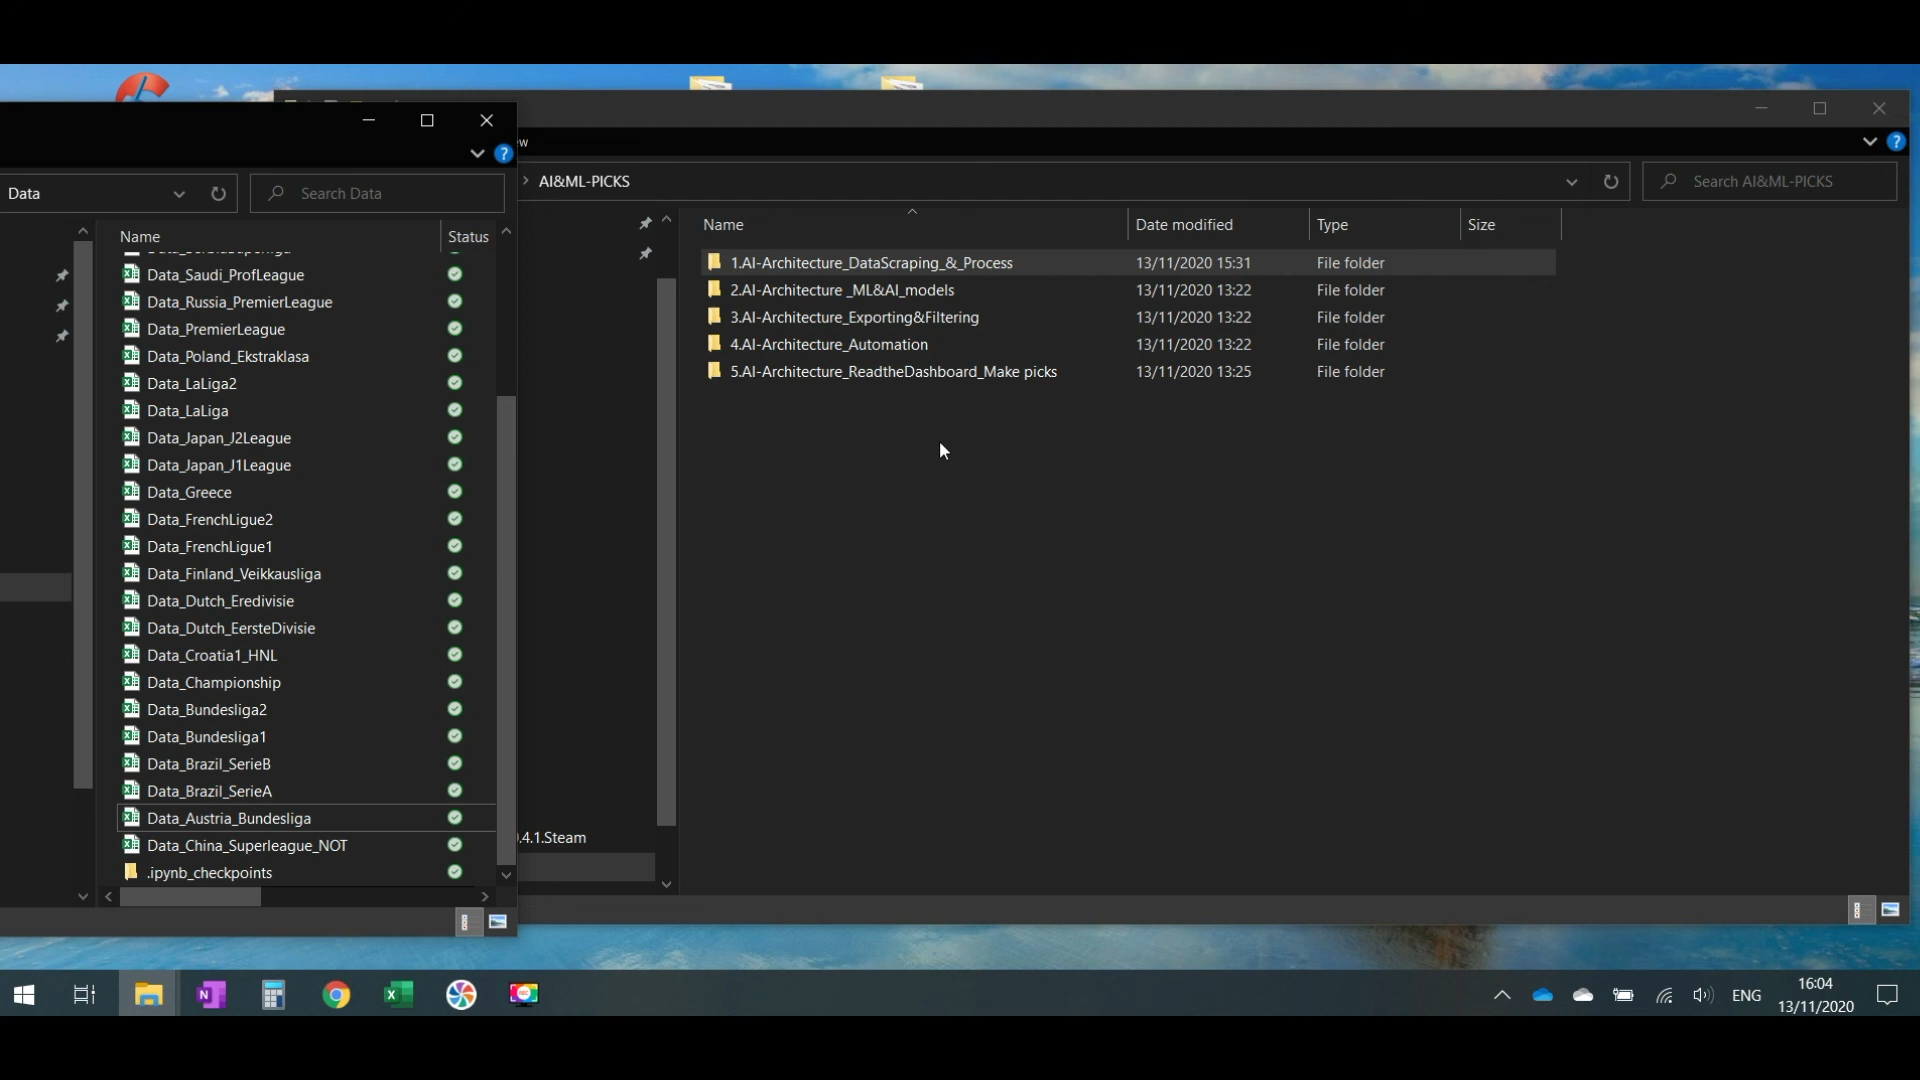 Data
Search Data
Name
Status
Data_Saudi_ProfLeague
Data_Russia_PremierLeague
Data_PremierLeague
Data_Poland_Ekstraklasa
Data_LaLiga2
Data_LaLiga
Data_Japan_J2League
Data_Japan_J1League
Data_Greece
Data_FrenchLigue2
Data_FrenchLigue1
Data_Finland_Veikkausliga
Data_Dutch_Eredivisie
Data_Dutch_EersteDivisie
Data_Croatia1_HNL
Data_Championship
Data_Bundesliga2
Data_Bundesliga1
Data_Brazil_SerieB
Data_Brazil_SerieA
Data_Austria_Bundesliga
Data_China_Superleague_NOT
.ipynb_checkpoints
AI&ML-PICKS
Search AI&ML-PICKS
Name Date modified Type Size
1.AI-Architecture_DataScraping_&_Process 13/11/2020 15:31 File folder
2.AI-Architecture _ML&AI_models 13/11/2020 13:22 File folder
3.AI-Architecture_Exporting&Filtering 13/11/2020 13:22 File folder
4.AI-Architecture_Automation 13/11/2020 13:22 File folder
5.AI-Architecture_ReadtheDashboard_Make picks 13/11/2020 13:25 File folder
.4.1.Steam
ENG
16:04
13/11/2020